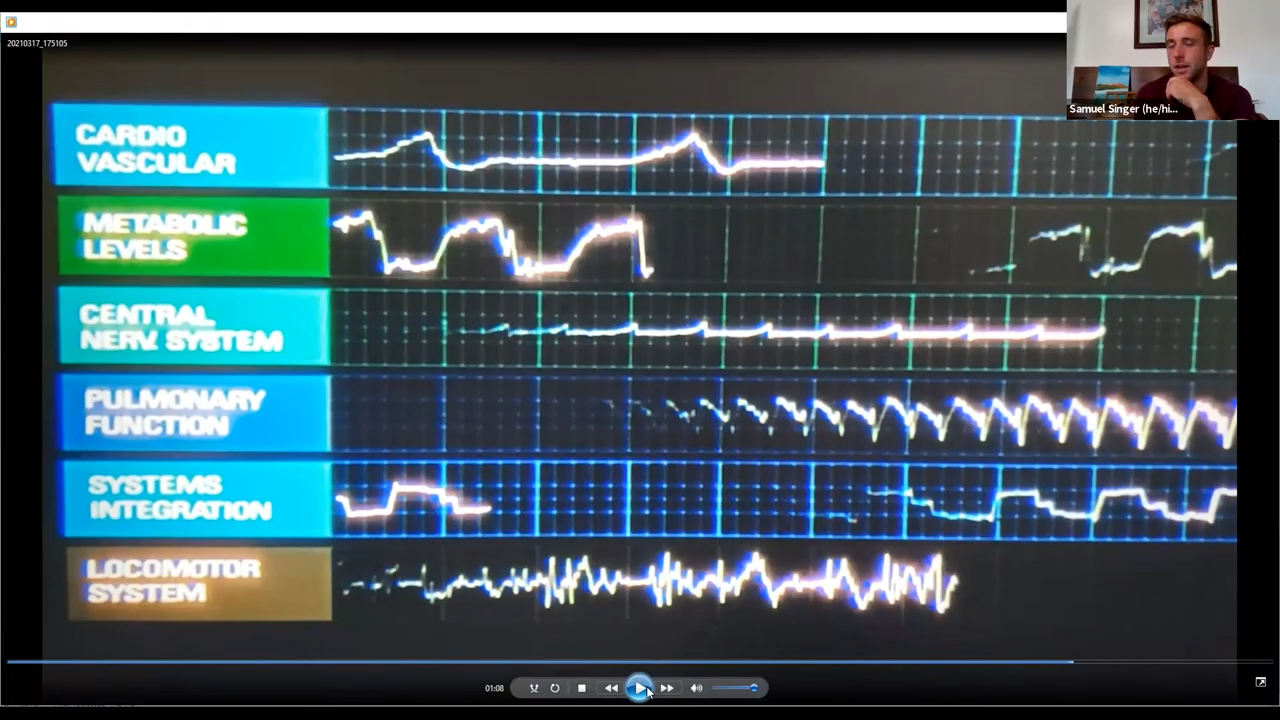 20210317_175105
Samuel Singer (he/hi...
CARDIO
VASCULAR
METABOLIC
LEVELS
CENTRAL
NERV. SYSTEM
PULMONARY
FUNCTION
SYSTEMS
INTEGRATION
LOCOMOTOR
SYSTEM
01:08